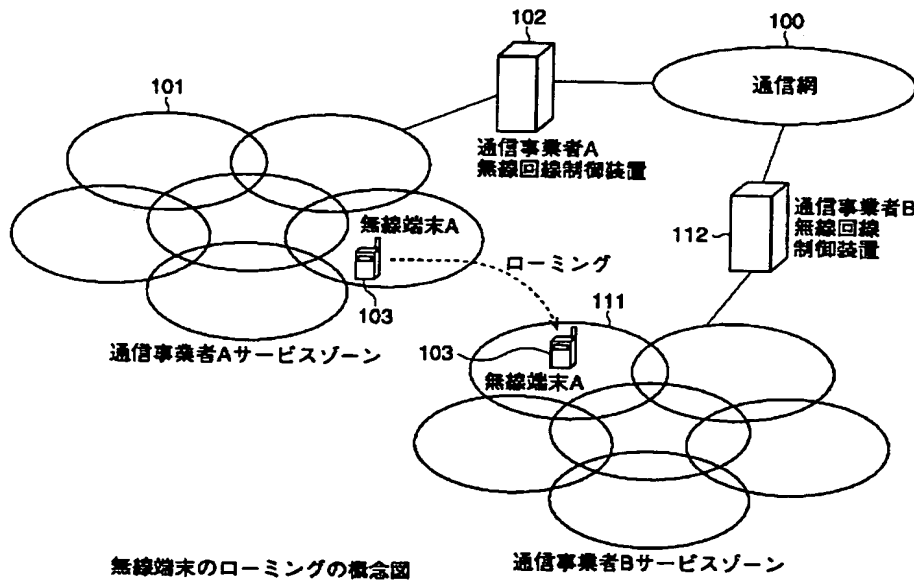 102
100
101
通信網
通信事業者A
無線回線制御装置
通信事業者B
無線回線
制御装置
112
無線端末A
ローミング
103
111
103
通信事業者Aサービスゾーン
無線端末A
無線端末のローミングの概念図
通信事業者Bサービスゾーン